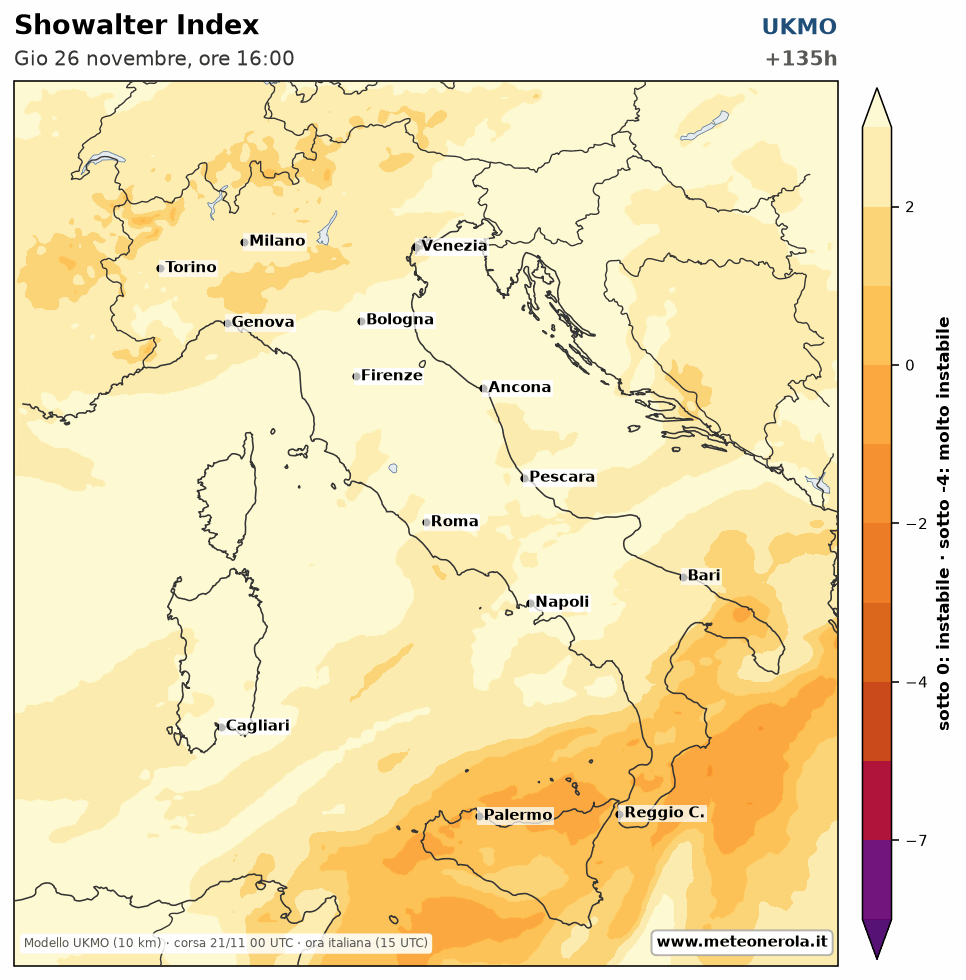 Showalter Index
UKMO
Gio 26 novembre, ore 16:00
+135h
Milano
Venezia
Torino
Genova
Bologna
Firenze
Ancona
Pescara
Roma
Bari
Napoli
Cagliari
Palermo
Reggio C.
2
0
−2
−4
−7
sotto 0: instabile · sotto -4: molto instabile
Modello UKMO (10 km) · corsa 21/11 00 UTC · ora italiana (15 UTC)
www.meteonerola.it